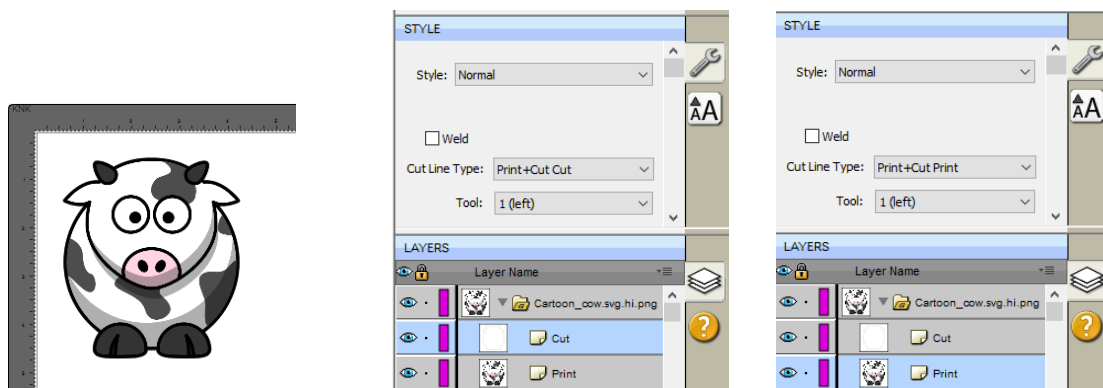 KNK
STYLE
Style: Normal
Weld
Cut Line Type: Print+Cut Cut
Tool: 1 (left)
AA
LAYERS
Layer Name
Cartoon_cow.svg.hi.png
Cut
Print
?
STYLE
Style: Normal
Weld
Cut Line Type: Print+Cut Print
Tool: 1 (left)
AA
LAYERS
Layer Name
Cartoon_cow.svg.hi.png
Cut
Print
?